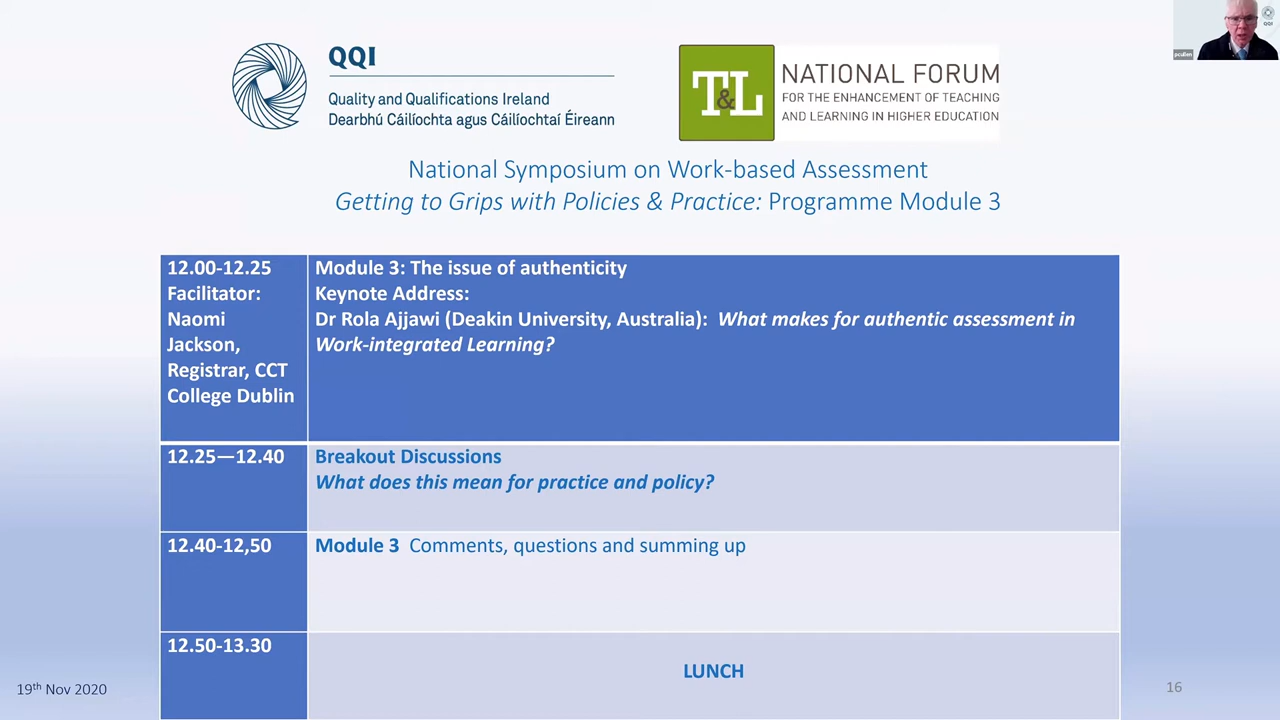 QQI
Quality and Qualifications Ireland
Dearbhú Cáilíochta agus Cáilíochtaí Éireann
T&L
NATIONAL FORUM
FOR THE ENHANCEMENT OF TEACHING
AND LEARNING IN HIGHER EDUCATION
pcullen
QQI
National Symposium on Work-based Assessment
Getting to Grips with Policies & Practice: Programme Module 3
12.00-12.25
Facilitator:
Naomi
Jackson,
Registrar, CCT
College Dublin
Module 3: The issue of authenticity
Keynote Address:
Dr Rola Ajjawi (Deakin University, Australia): What makes for authentic assessment in
Work-integrated Learning?
12.25—12.40
Breakout Discussions
What does this mean for practice and policy?
12.40-12,50
Module 3 Comments, questions and summing up
12.50-13.30
LUNCH
19th Nov 2020
16